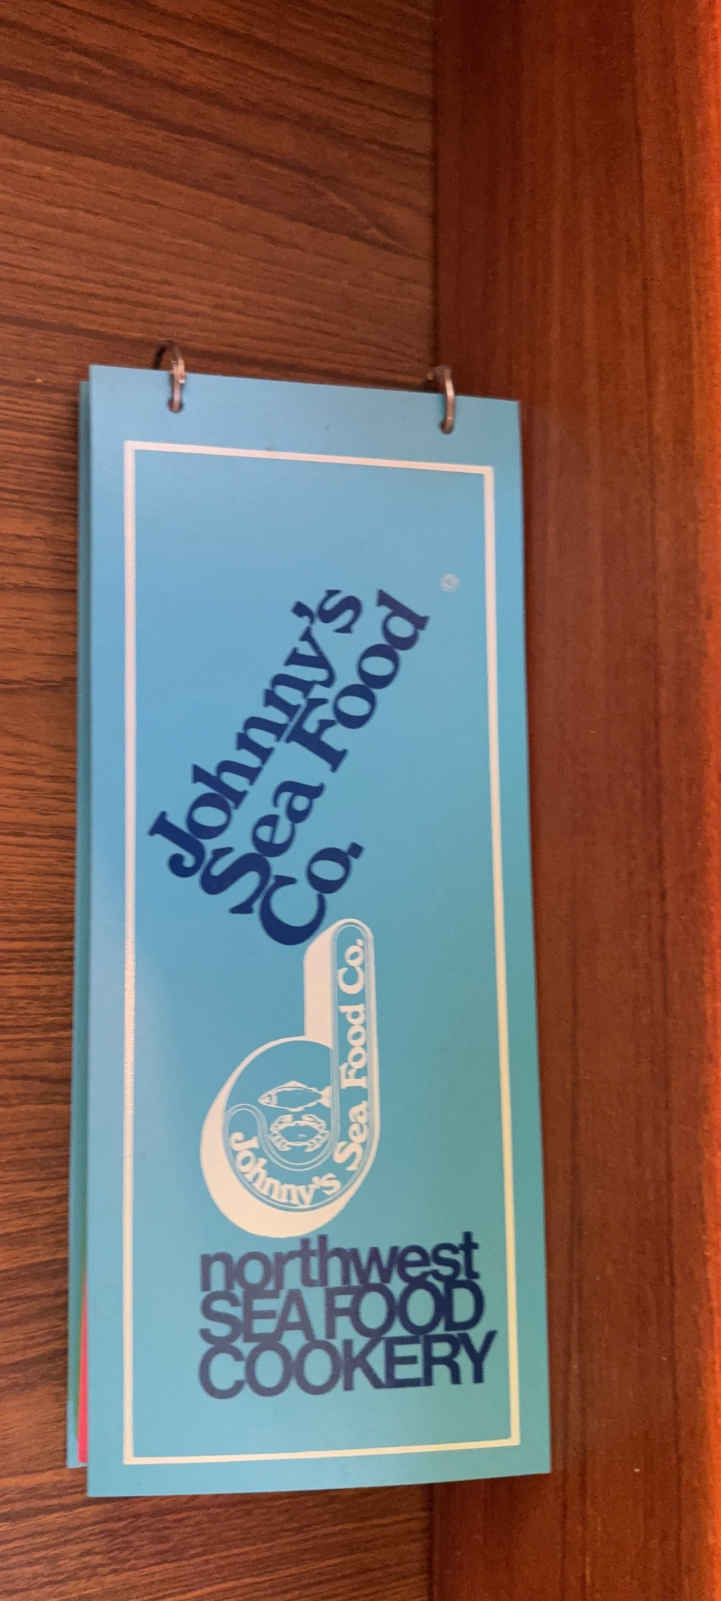 Johnny's
Sea Food
Co.
®
Johnny's Sea Food Co.
northwest
SEA FOOD
COOKERY